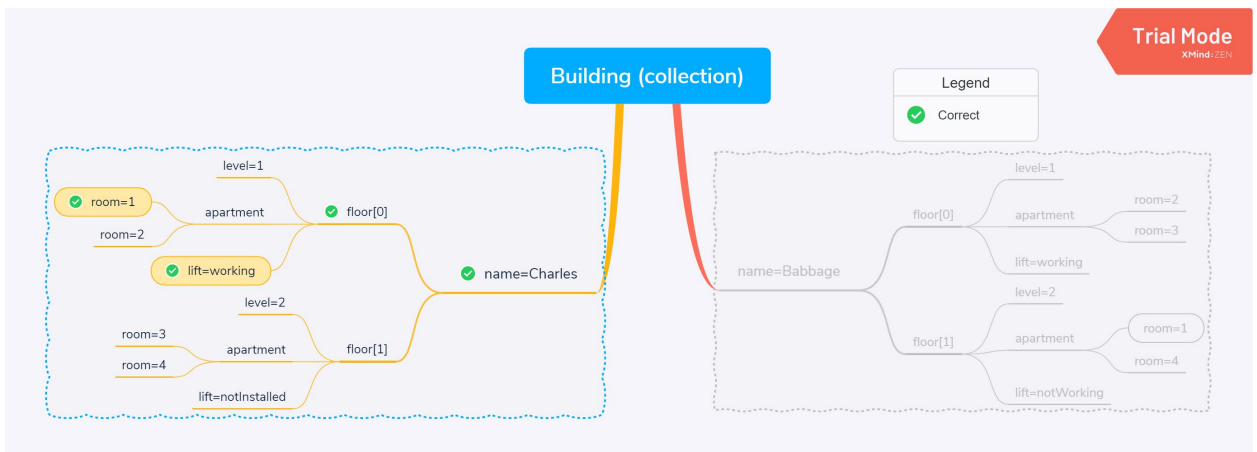 Trial Mode
XMind:ZEN
Building (collection)
Legend
Correct
level=1
room=1
apartment
floor[0]
room=2
lift=working
name=Charles
level=2
room=3
apartment
floor[1]
room=4
lift=notInstalled
level=1
room=2
floor[0]
apartment
room=3
lift=working
name=Babbage
level=2
room=1
floor[1]
apartment
room=4
lift=notWorking